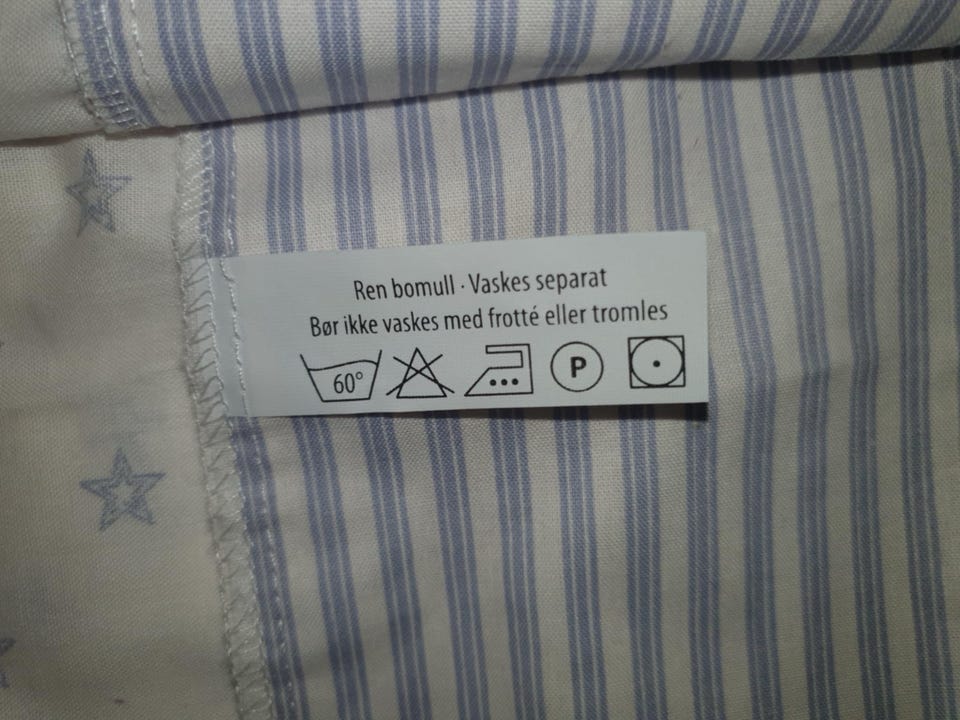 Ren bomull · Vaskes separat
Bør ikke vaskes med frotté eller tromles
60° P